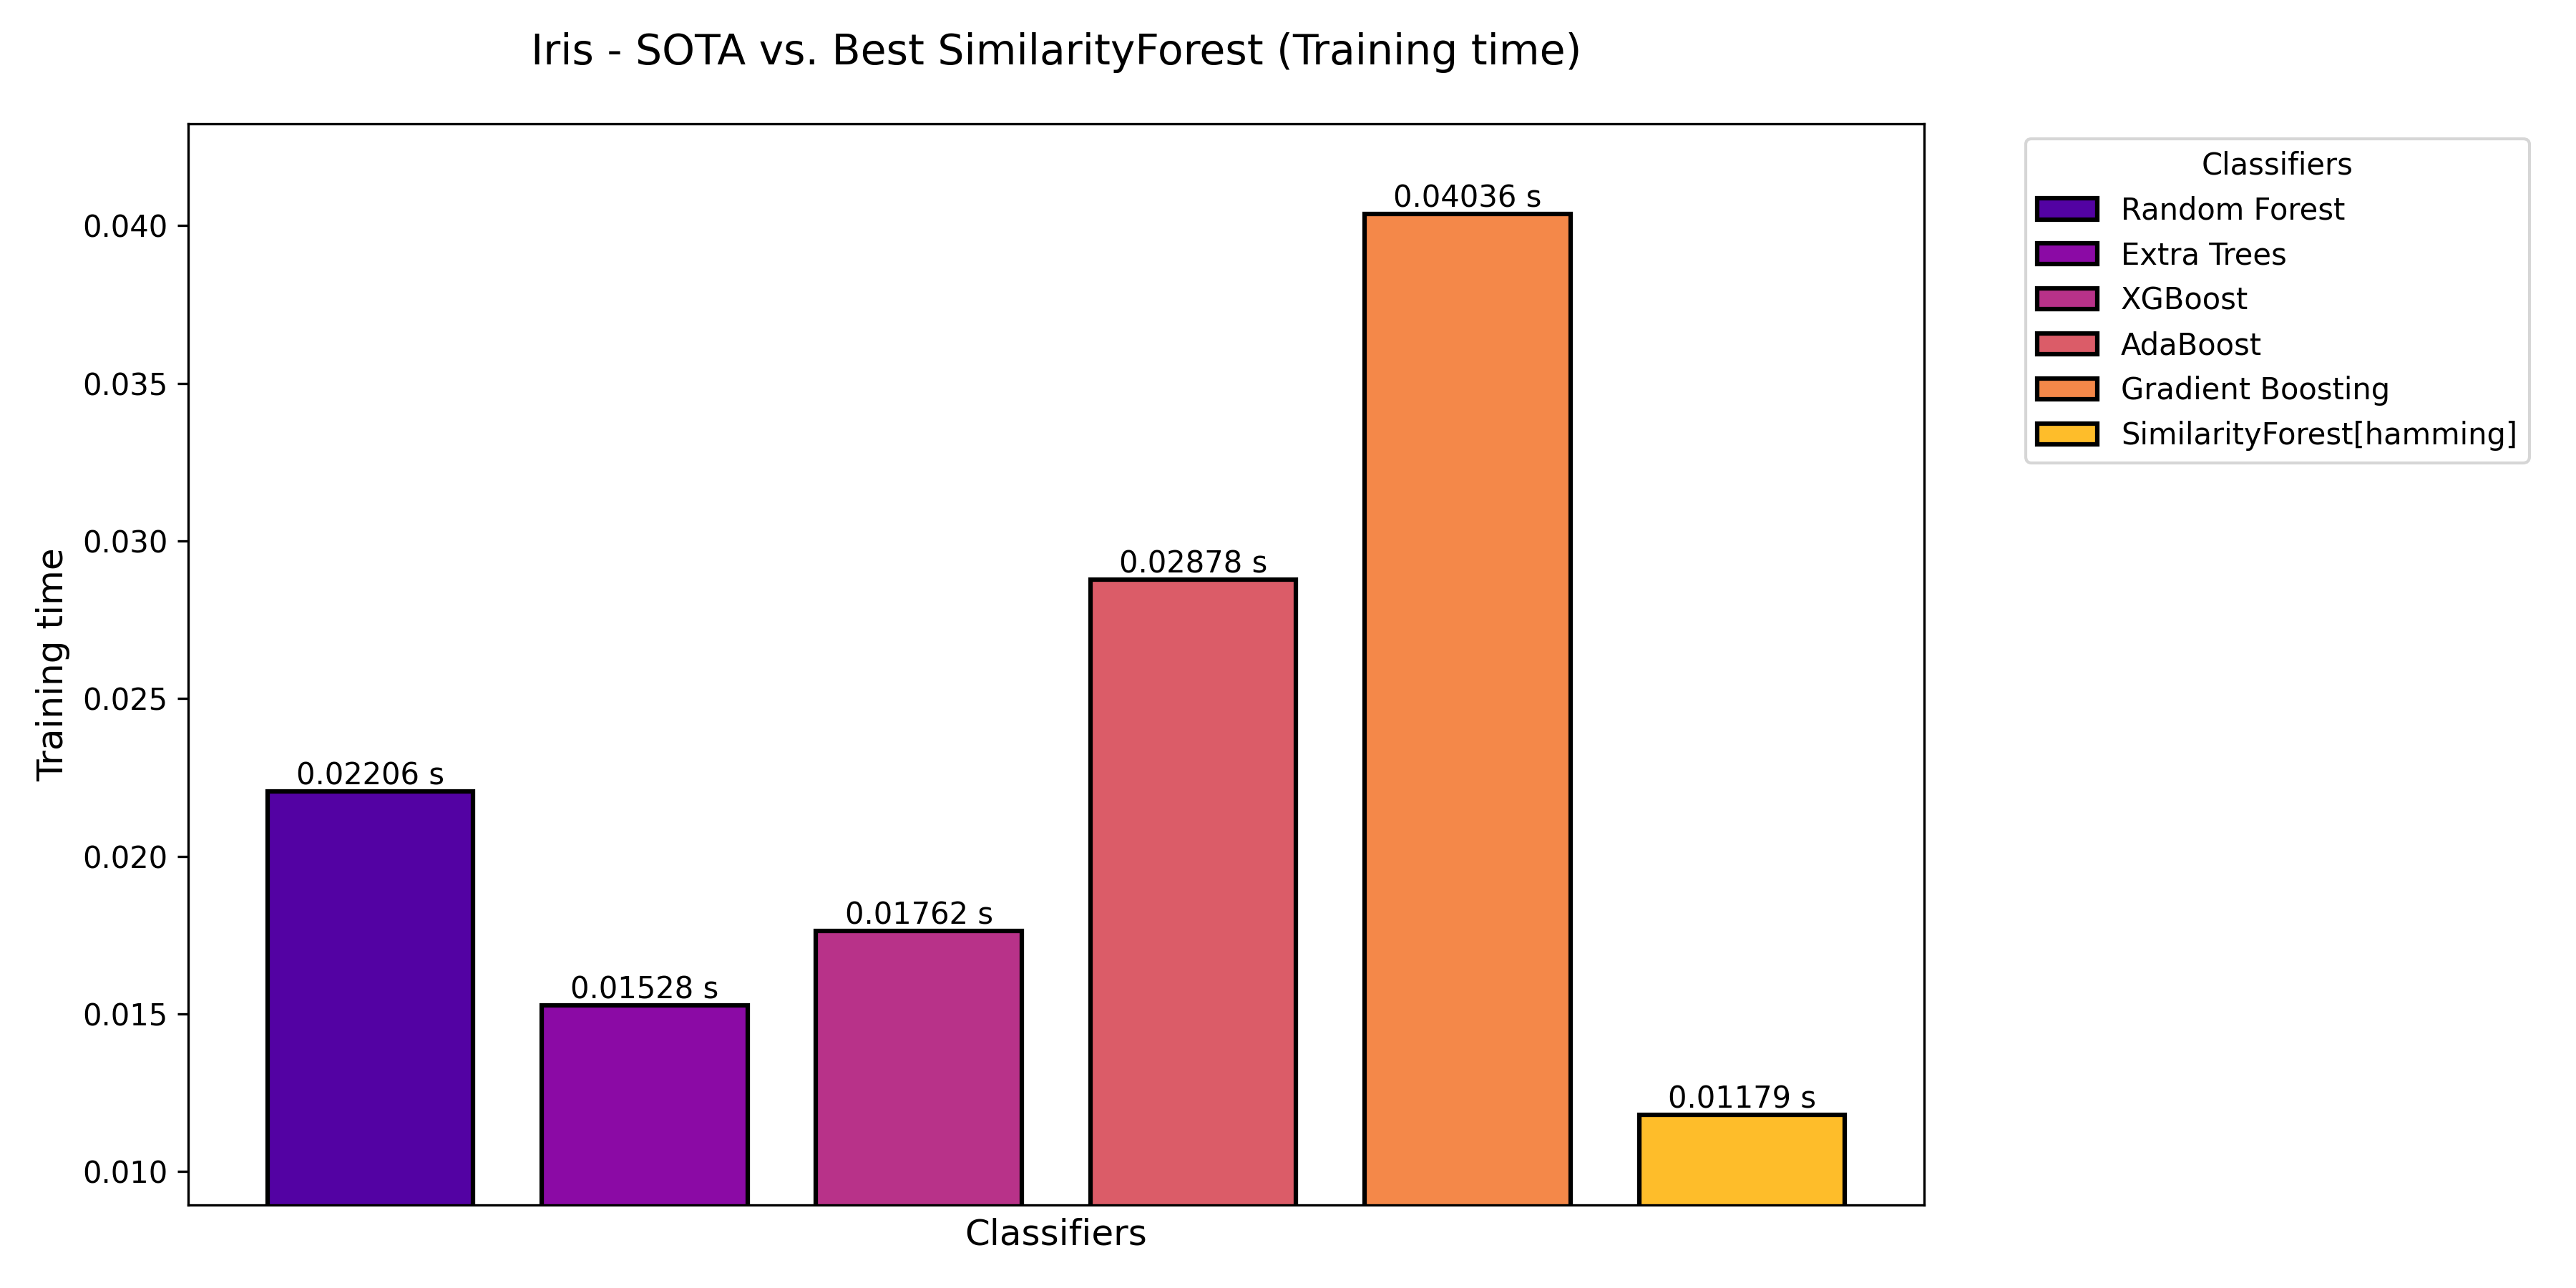 Iris - SOTA vs. Best SimilarityForest (Training time)
Training time
0.040
0.035
0.030
0.025
0.020
0.015
0.010
0.02206 s
0.01528 s
0.01762 s
0.02878 s
0.04036 s
0.01179 s
Classifiers
Classifiers
Random Forest
Extra Trees
XGBoost
AdaBoost
Gradient Boosting
SimilarityForest[hamming]